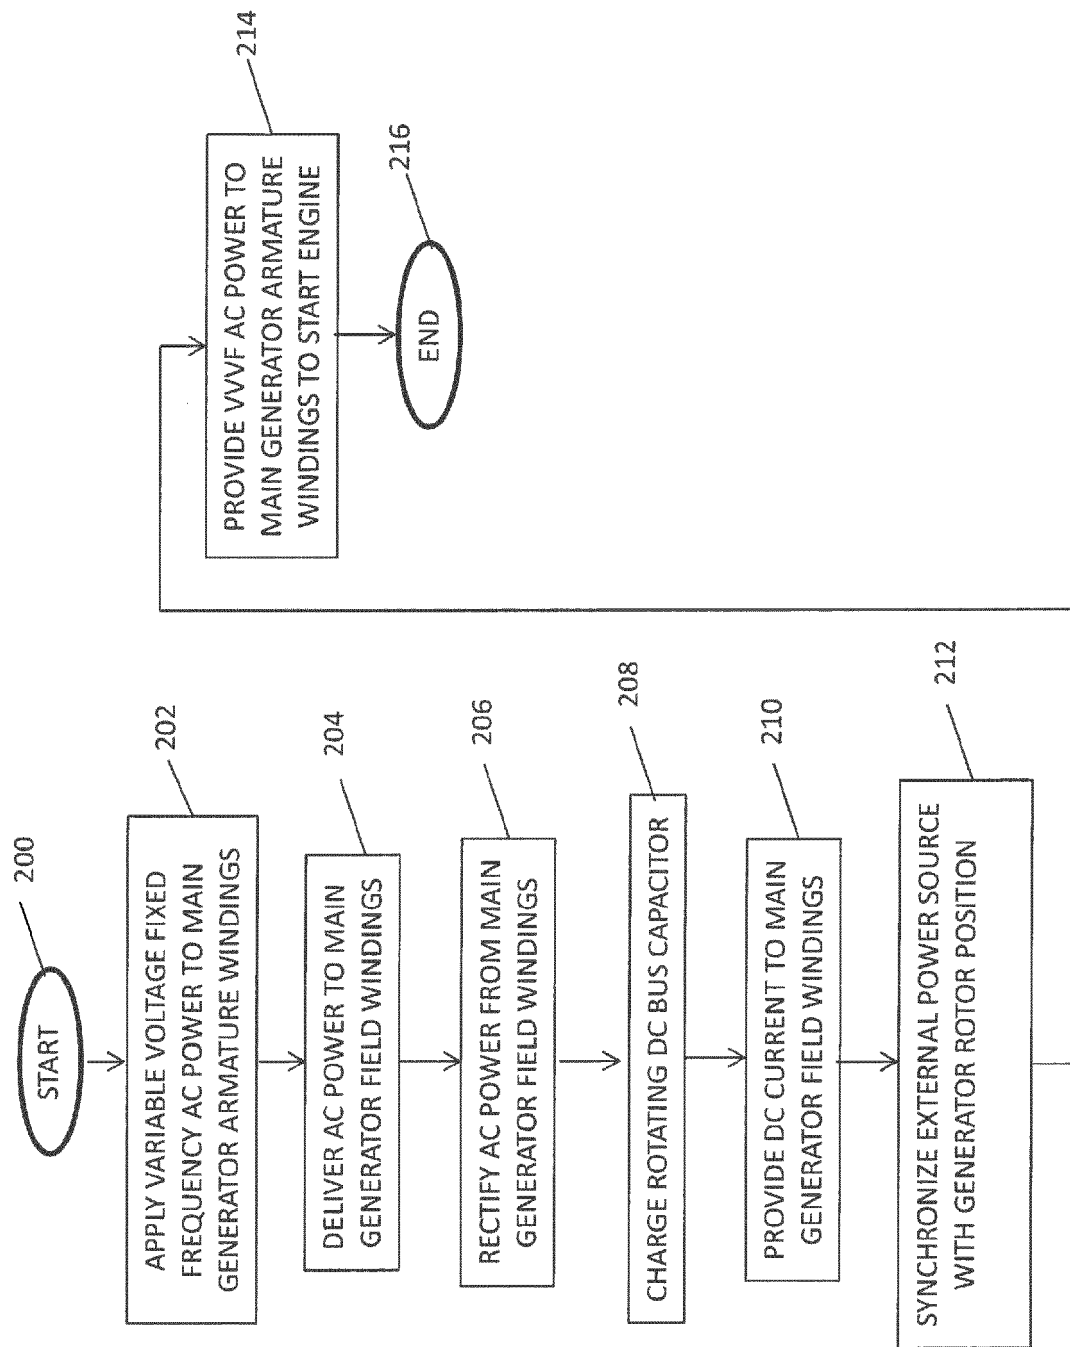 START
200
APPLY VARIABLE VOLTAGE FIXED
FREQUENCY AC POWER TO MAIN
GENERATOR ARMATURE WINDINGS
202
DELIVER AC POWER TO MAIN
GENERATOR FIELD WINDINGS
204
RECTIFY AC POWER FROM MAIN
GENERATOR FIELD WINDINGS
206
CHARGE ROTATING DC BUS CAPACITOR
208
PROVIDE DC CURRENT TO MAIN
GENERATOR FIELD WINDINGS
210
SYNCHRONIZE EXTERNAL POWER SOURCE
WITH GENERATOR ROTOR POSITION
212
PROVIDE VVVF AC POWER TO
MAIN GENERATOR ARMATURE
WINDINGS TO START ENGINE
214
END
216